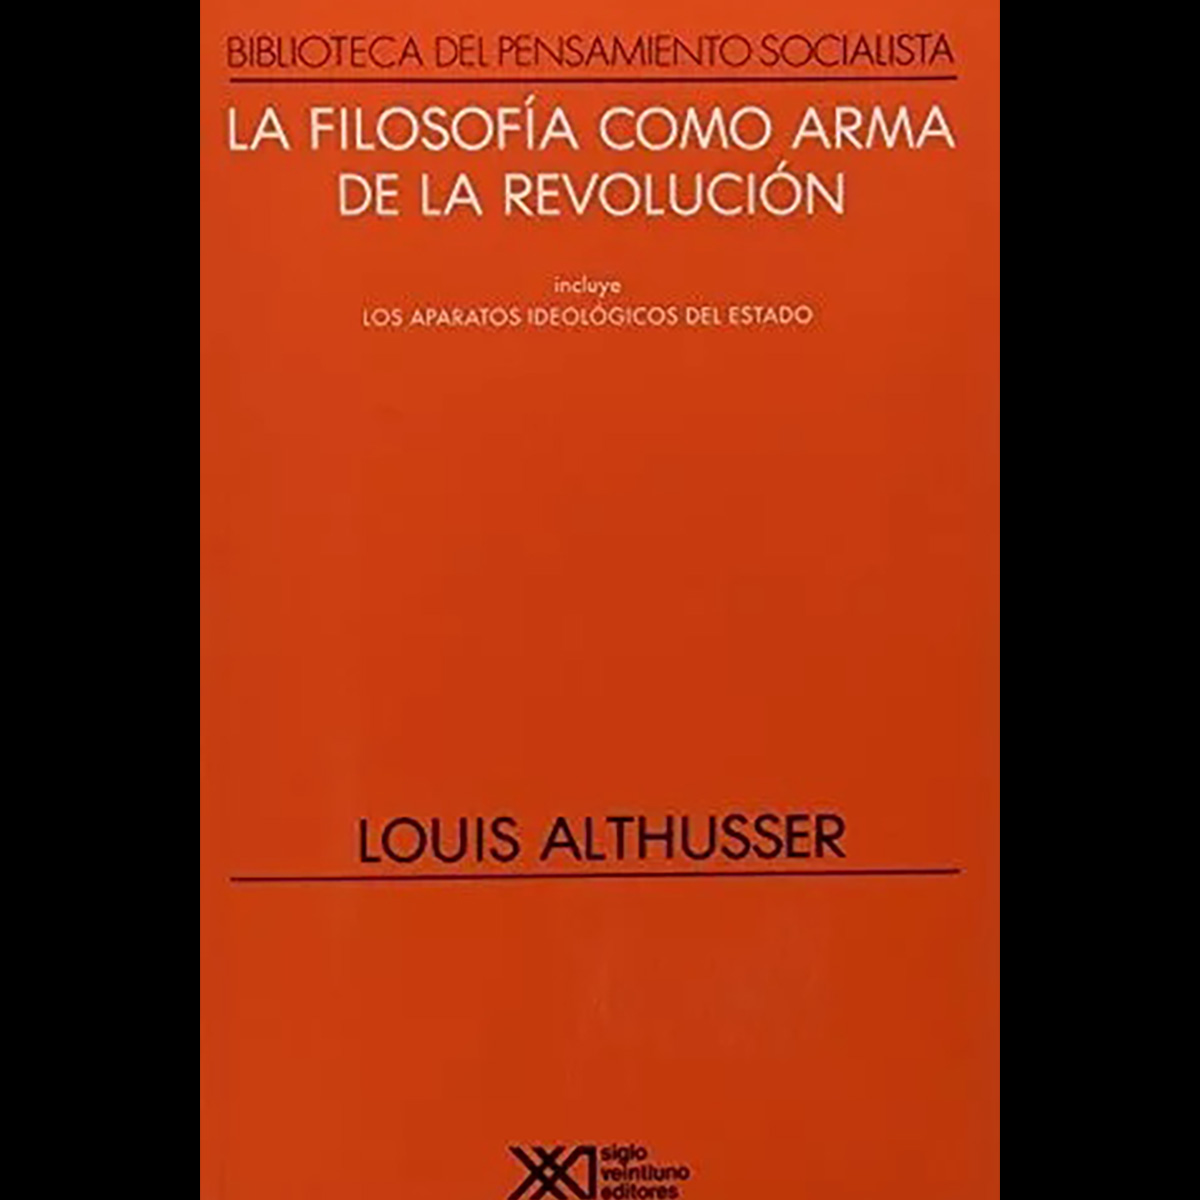 BIBLIOTECA DEL PENSAMIENTO SOCIALISTA
LA FILOSOFÍA COMO ARMA
DE LA REVOLUCIÓN
incluye
LOS APARATOS IDEOLÓGICOS DEL ESTADO
LOUIS ALTHUSSER
siglo
veintiuno
editores